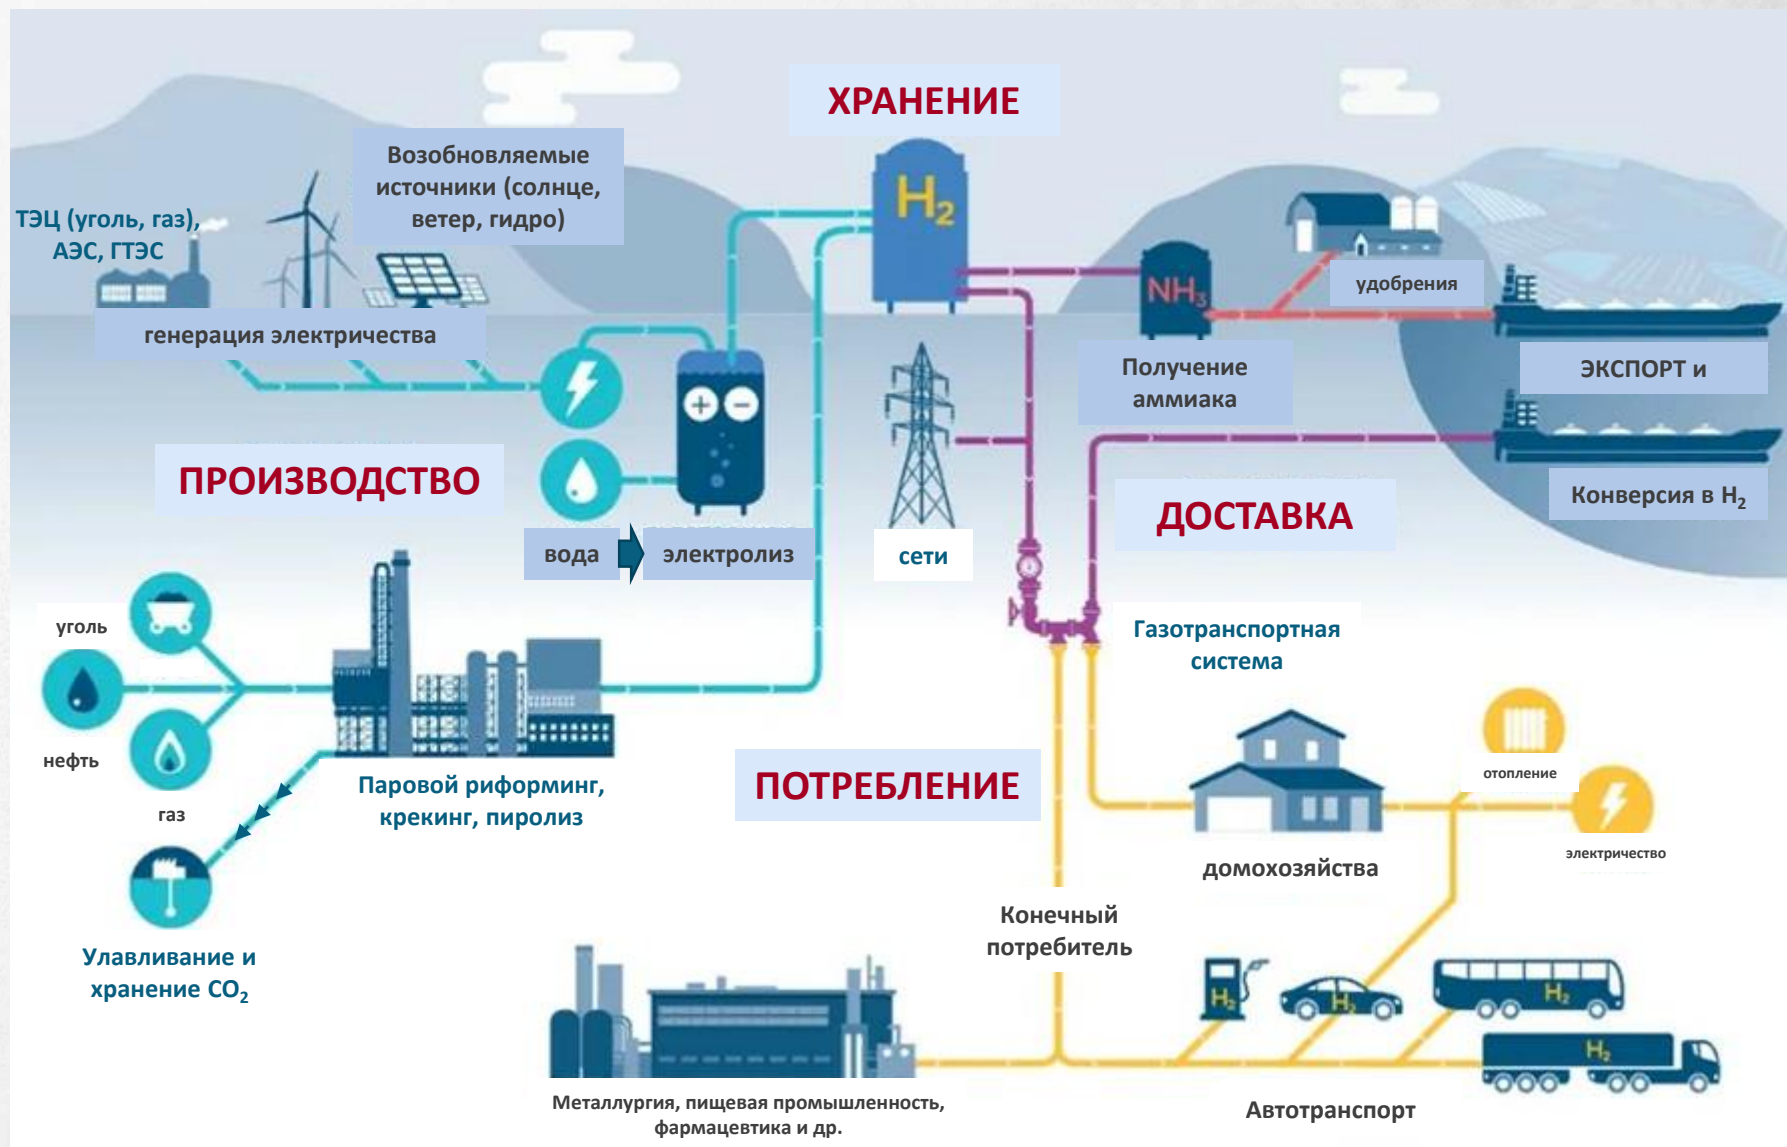 ХРАНЕНИЕ
Возобновляемые
источники (солнце,
ветер, гидро)
ТЭЦ (уголь, газ),
АЭС, ГТЭС
генерация электричества
H₂
NH₃
удобрения
Получение
аммиака
ЭКСПОРТ и
Конверсия в H₂
ПРОИЗВОДСТВО
вода
электролиз
сети
ДОСТАВКА
уголь
нефть
газ
Паровой риформинг,
крекинг, пиролиз
Улавливание и
хранение CO₂
Газотранспортная
система
ПОТРЕБЛЕНИЕ
отопление
электричество
домохозяйства
Конечный
потребитель
H₂
H₂
H₂
H₂
Металлургия, пищевая промышленность,
фармацевтика и др.
Автотранспорт